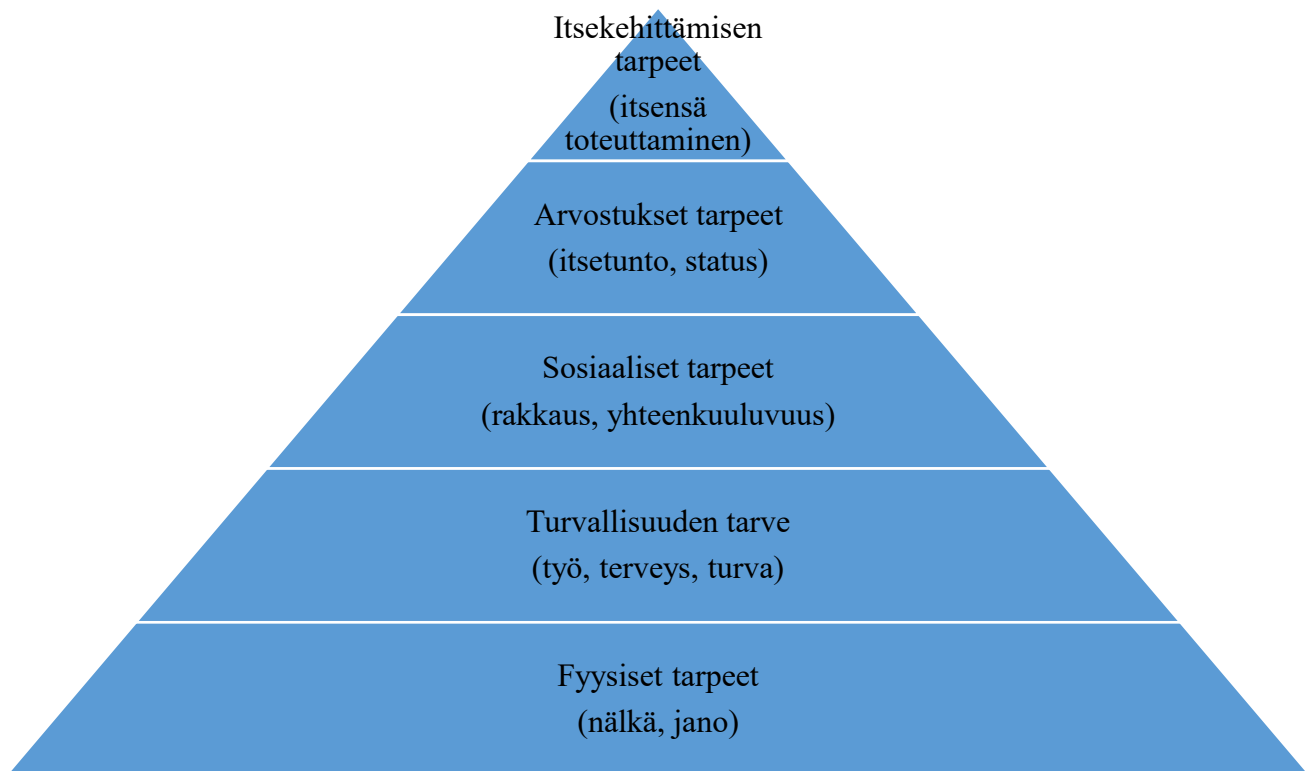 Itsekehittämisen
tarpeet
(itsensä
toteuttaminen)
Arvostukset tarpeet
(itsetunto, status)
Sosiaaliset tarpeet
(rakkaus, yhteenkuuluvuus)
Turvallisuuden tarve
(työ, terveys, turva)
Fyysiset tarpeet
(nälkä, jano)